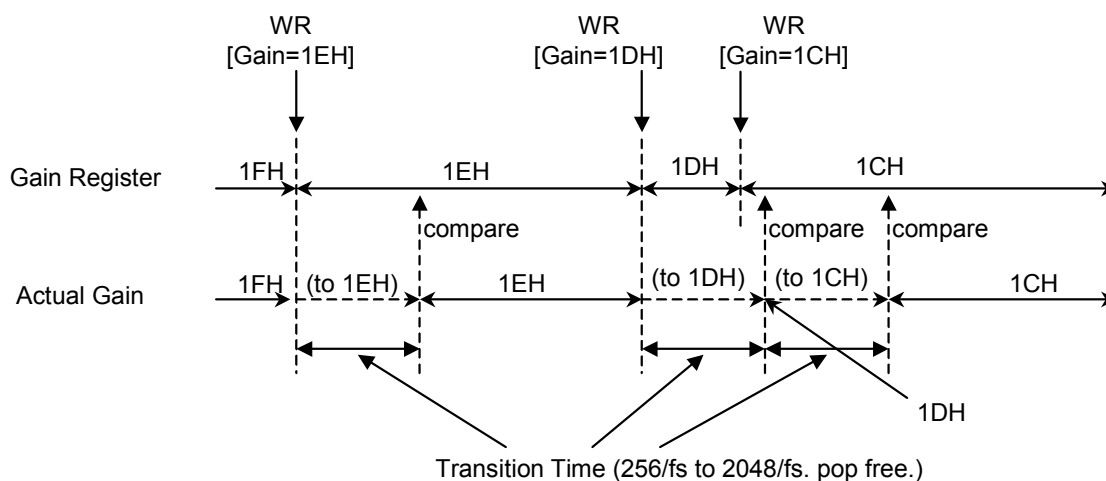 WR
[Gain=1EH]
WR
[Gain=1DH]
WR
[Gain=1CH]
Gain Register
1FH
1EH
1DH
1CH
compare
compare
compare
Actual Gain
1FH
(to 1EH)
1EH
(to 1DH)
(to 1CH)
1CH
1DH
Transition Time (256/fs to 2048/fs. pop free.)